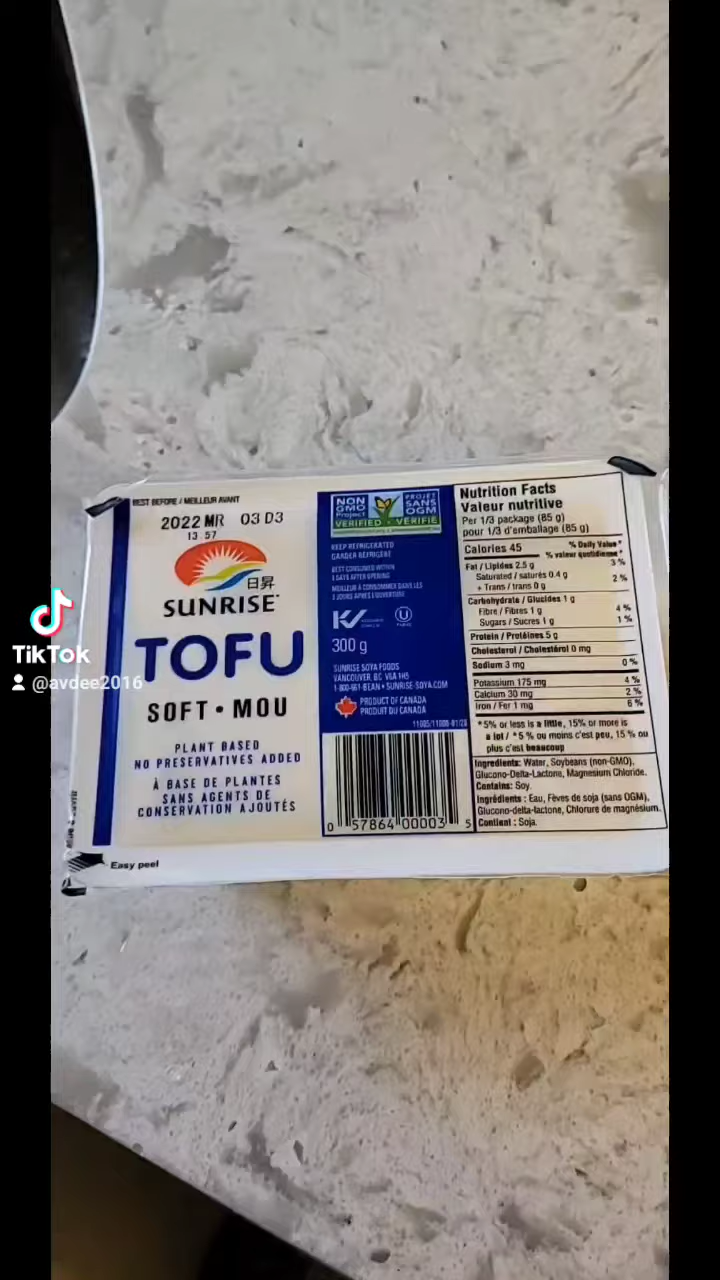 BEST BEFORE / MEILLEUR AVANT
2022 MR 03 D3
13 57
日昇
SUNRISE
TOFU
SOFT • MOU
PLANT BASED
NO PRESERVATIVES ADDED
À BASE DE PLANTES
SANS AGENTS DE
CONSERVATION AJOUTÉS
Easy peel
NON
GMO
Project
VERIFIED
PROJET
SANS
OGM
VERIFIÉ
KEEP REFRIGERATED
GARDER RÉFRIGÉRÉ
BEST CONSUMED WITHIN
3 DAYS AFTER OPENING
MEILLEUR À CONSOMMER DANS LES
3 JOURS APRÈS L'OUVERTURE
300 g
SUNRISE SOYA FOODS
VANCOUVER, BC V6A 1H5
1-800-661-BEAN • SUNRISE-SOYA.COM
PRODUCT OF CANADA
PRODUIT DU CANADA
0 57864 00003 5
Nutrition Facts
Valeur nutritive
Per 1/3 package (85 g)
pour 1/3 d'emballage (85 g)
Calories 45
% Daily Value*
% valeur quotidienne*
Fat / Lipides 2.5 g 3 %
Saturated / saturés 0.4 g
+ Trans / trans 0 g 2 %
Carbohydrate / Glucides 1 g
Fibre / Fibres 1 g 4 %
Sugars / Sucres 1 g 1 %
Protein / Protéines 5 g
Cholesterol / Cholestérol 0 mg
Sodium 3 mg 0 %
Potassium 175 mg 4 %
Calcium 30 mg 2 %
Iron / Fer 1 mg 6 %
*5% or less is a little, 15% or more is
a lot / *5 % ou moins c'est peu, 15 % ou
plus c'est beaucoup
Ingredients: Water, Soybeans (non-GMO),
Glucono-Delta-Lactone, Magnesium Chloride.
Contains: Soy.
Ingrédients : Eau, Fèves de soja (sans OGM),
Glucono-delta-lactone, Chlorure de magnésium.
Contient : Soja.
TikTok
@avdee2016